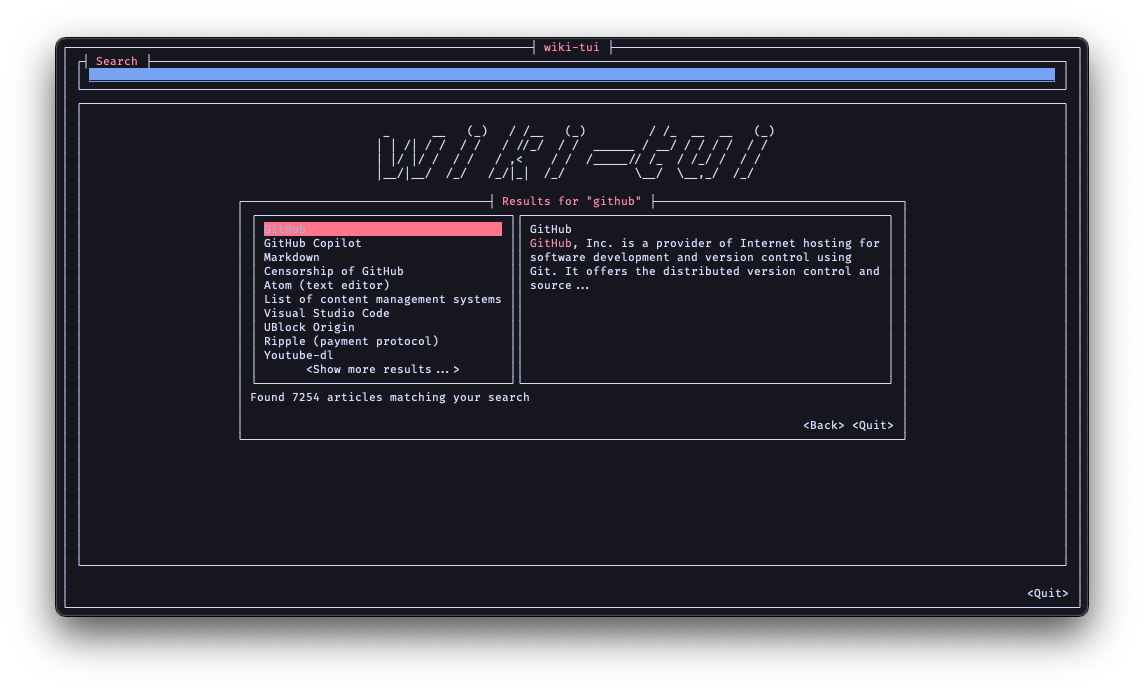 wiki-tui
Search
wiki-tui
Results for "github"
GitHub
GitHub Copilot
Markdown
Censorship of GitHub
Atom (text editor)
List of content management systems
Visual Studio Code
UBlock Origin
Ripple (payment protocol)
Youtube-dl
<Show more results...>
GitHub
GitHub, Inc. is a provider of Internet hosting for
software development and version control using
Git. It offers the distributed version control and
source...
Found 7254 articles matching your search
<Back> <Quit>
<Quit>